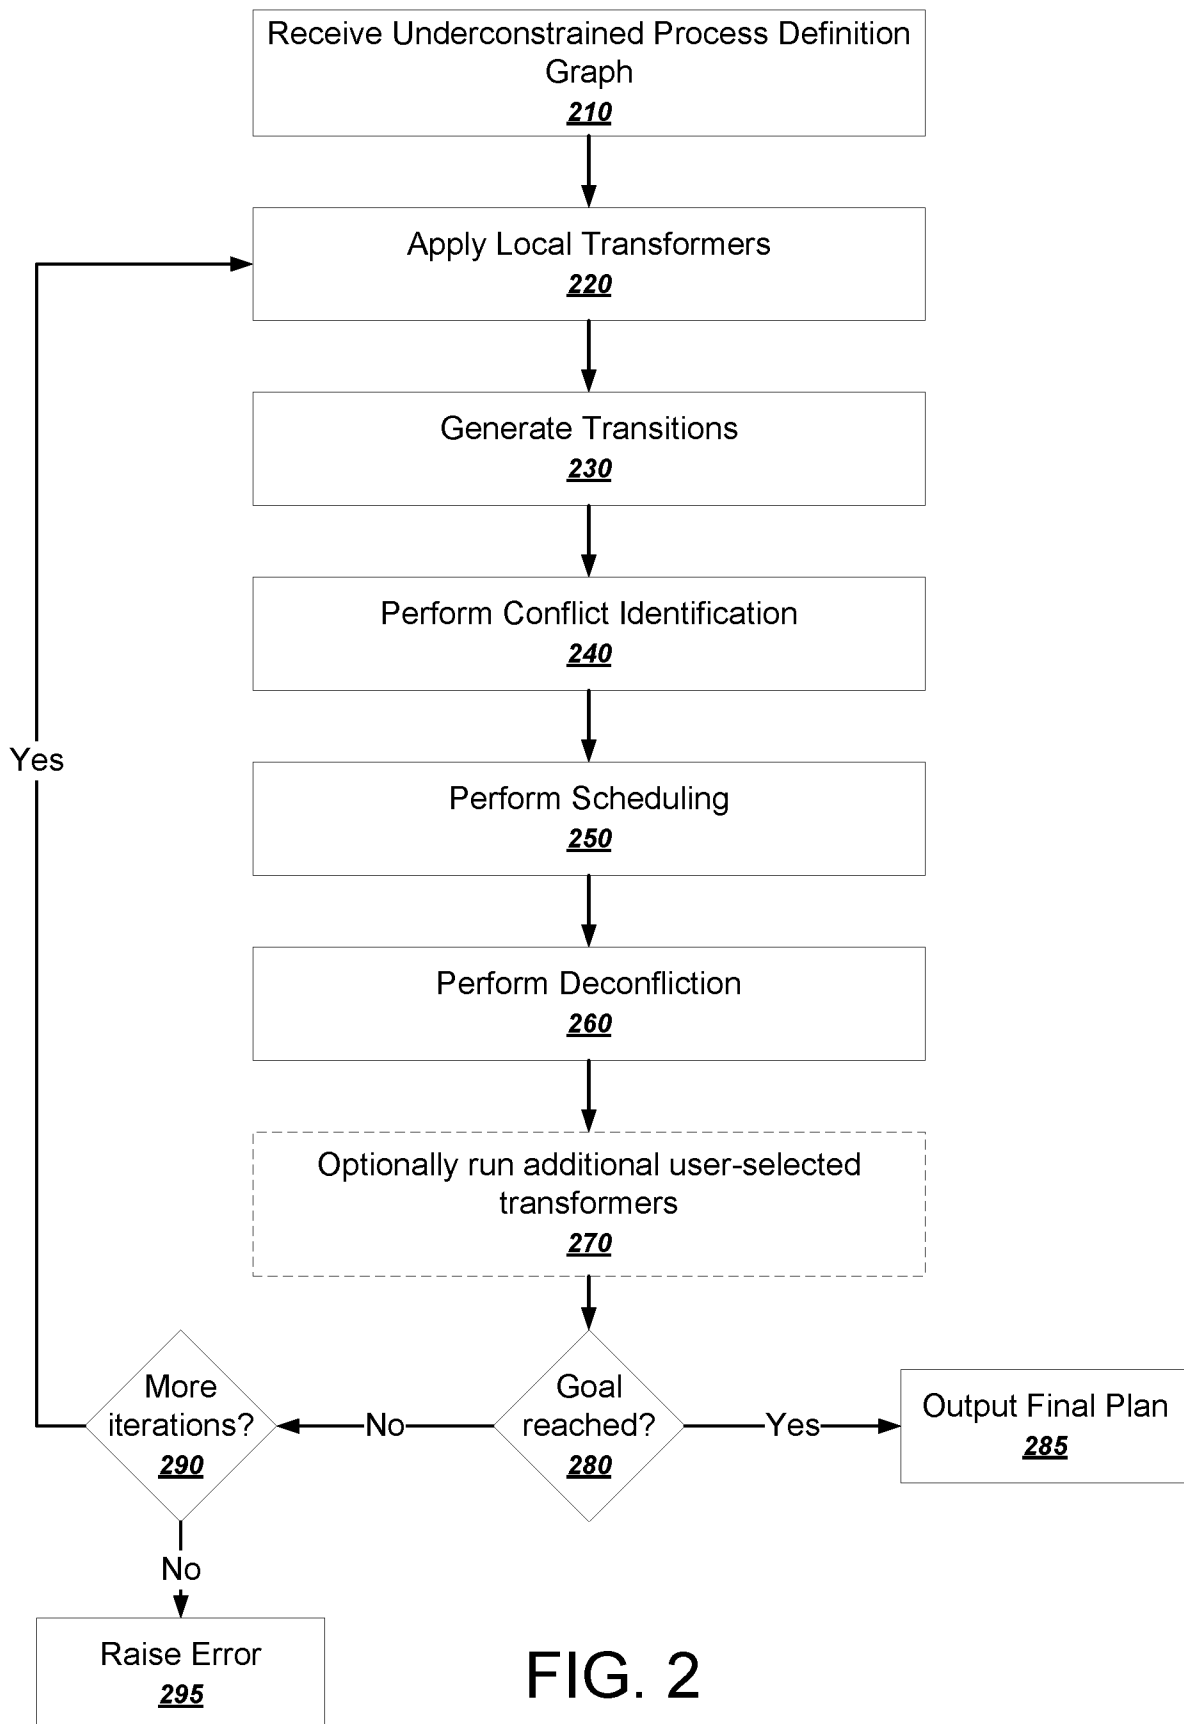 Receive Underconstrained Process Definition
Graph
210
Apply Local Transformers
220
Generate Transitions
230
Perform Conflict Identification
240
Yes
Perform Scheduling
250
Perform Deconfliction
260
Optionally run additional user-selected
transformers
270
Goal
reached?
280
Yes
Output Final Plan
285
No
More
iterations?
290
No
Raise Error
295
FIG. 2